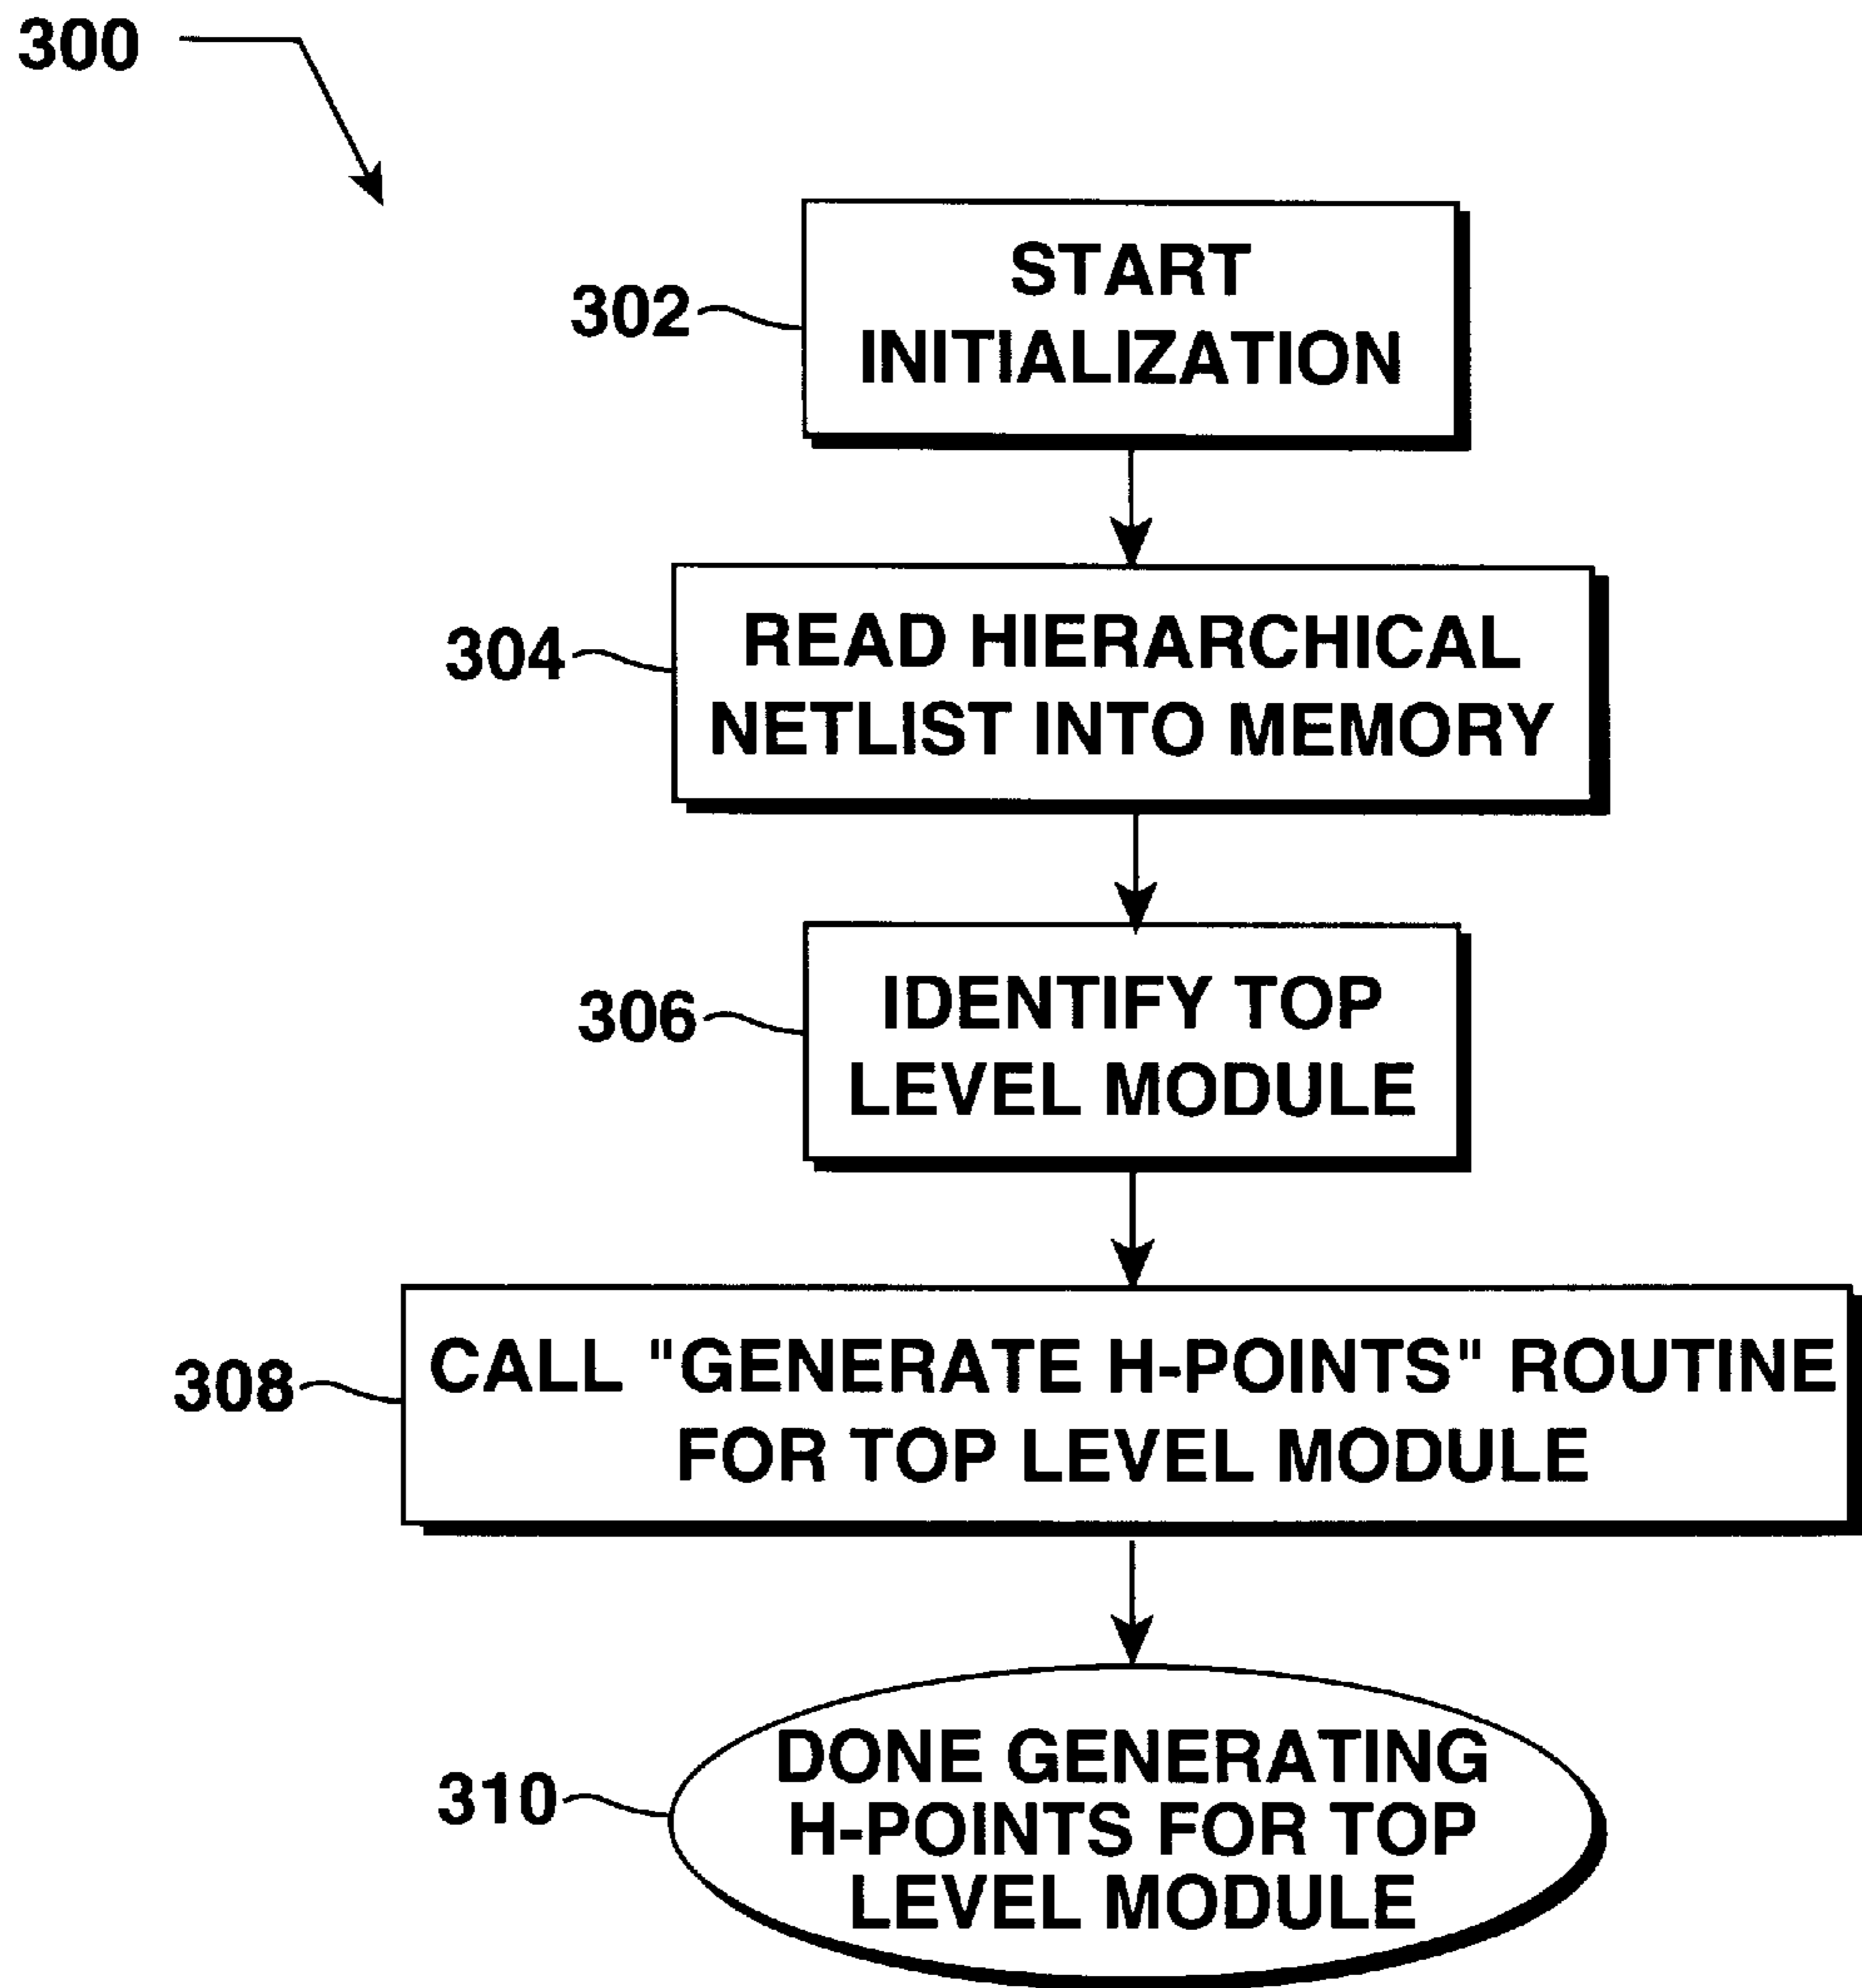 300
302
START
INITIALIZATION
304
READ HIERARCHICAL
NETLIST INTO MEMORY
306
IDENTIFY TOP
LEVEL MODULE
308
CALL "GENERATE H-POINTS" ROUTINE
FOR TOP LEVEL MODULE
310
DONE GENERATING
H-POINTS FOR TOP
LEVEL MODULE